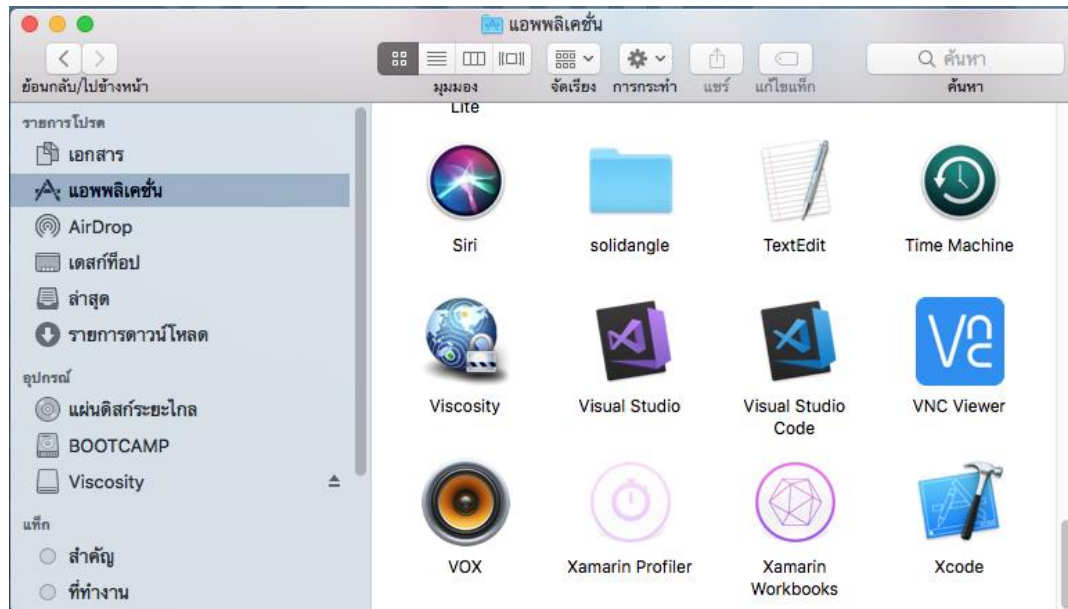 แอพพลิเคชั่น
ย้อนกลับ/ไปข้างหน้า
มุมมอง
จัดเรียง
การกระทำ
แชร์
แก้ไขแท็ก
ค้นหา
ค้นหา
รายการโปรด
เอกสาร
แอพพลิเคชั่น
AirDrop
เดสก์ท็อป
ล่าสุด
รายการดาวน์โหลด
อุปกรณ์
แผ่นดิสก์ระยะไกล
BOOTCAMP
Viscosity
แท็ก
สำคัญ
ที่ทำงาน
Lite
Siri
solidangle
TextEdit
Time Machine
Viscosity
Visual Studio
Visual Studio
Code
VNC Viewer
VOX
Xamarin Profiler
Xamarin
Workbooks
Xcode